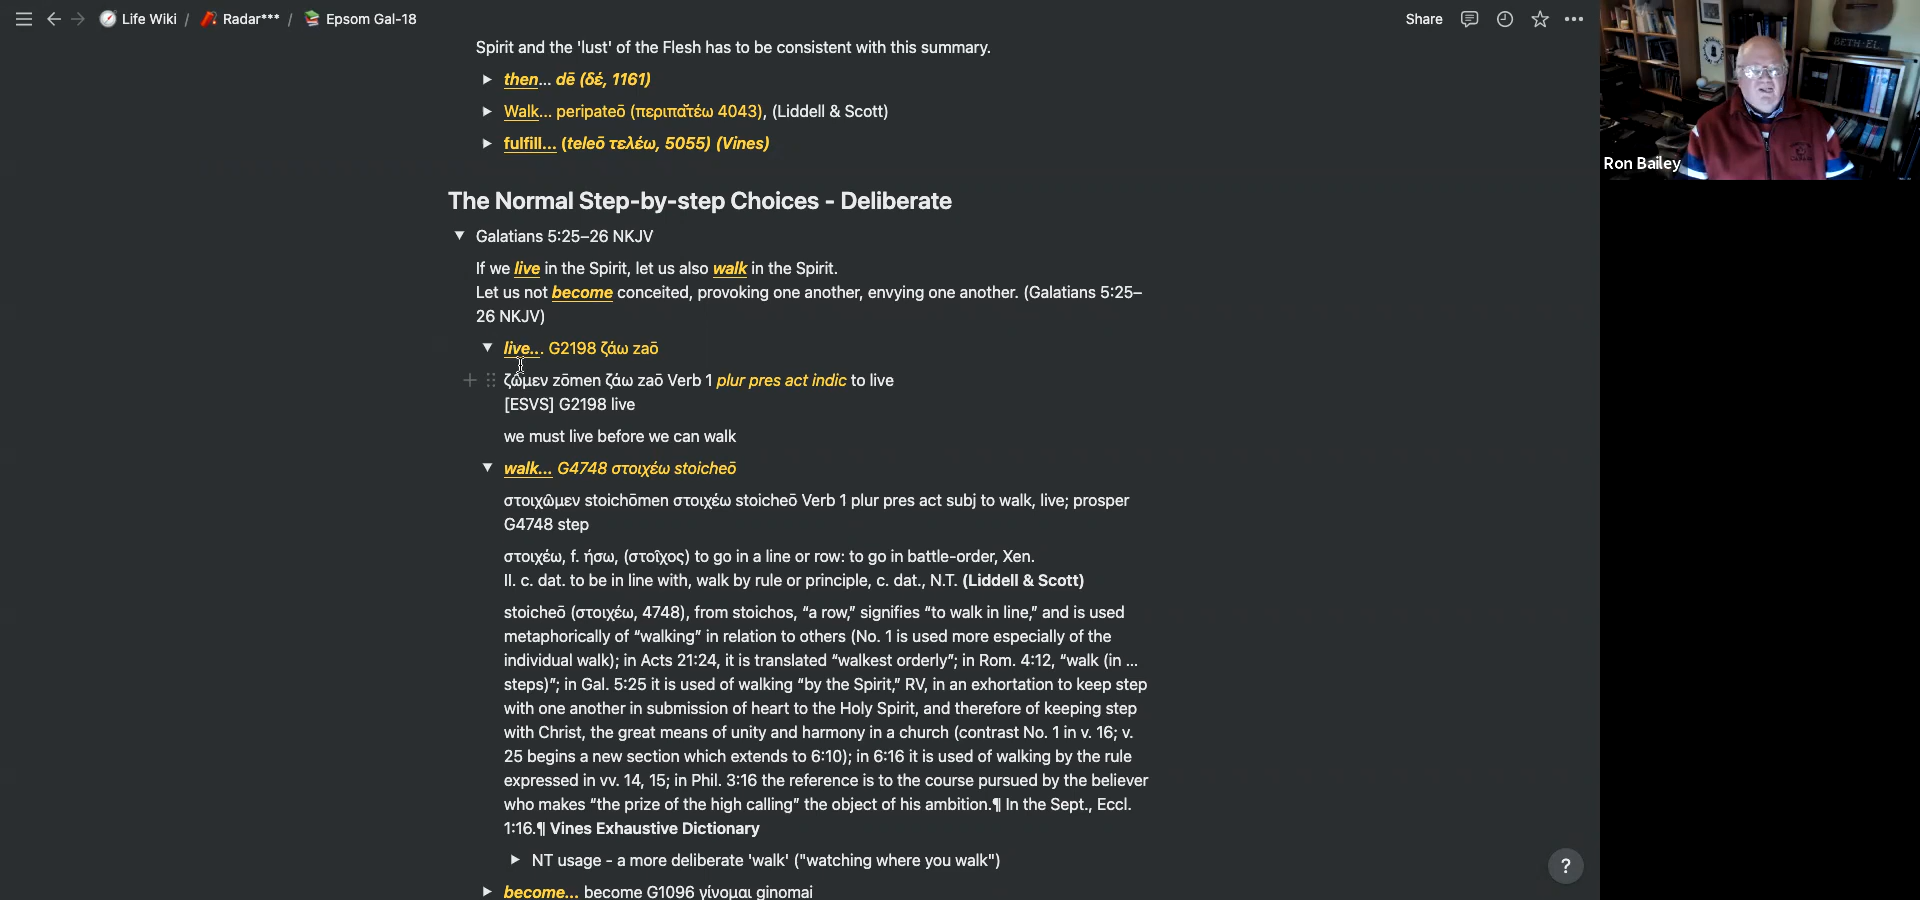 Life Wiki / Radar*** / Epsom Gal-18
Share
BETH-EL
Spirit and the 'lust' of the Flesh has to be consistent with this summary.
then... dē (δέ, 1161)
Walk... peripateō (περιπᾰτέω 4043), (Liddell & Scott)
fulfill... (teleō τελέω, 5055) (Vines)
Ron Bailey
The Normal Step-by-step Choices - Deliberate
Galatians 5:25–26 NKJV
If we live in the Spirit, let us also walk in the Spirit.
Let us not become conceited, provoking one another, envying one another. (Galatians 5:25–
26 NKJV)
live... G2198 ζάω zaō
ζῶμεν zōmen ζάω zaō Verb 1 plur pres act indic to live
[ESVS] G2198 live
we must live before we can walk
walk... G4748 στοιχέω stoicheō
στοιχῶμεν stoichōmen στοιχέω stoicheō Verb 1 plur pres act subj to walk, live; prosper
G4748 step
στοιχέω, f. ήσω, (στοῖχος) to go in a line or row: to go in battle-order, Xen.
II. c. dat. to be in line with, walk by rule or principle, c. dat., N.T. (Liddell & Scott)
stoicheō (στοιχέω, 4748), from stoichos, “a row,” signifies “to walk in line,” and is used
metaphorically of “walking” in relation to others (No. 1 is used more especially of the
individual walk); in Acts 21:24, it is translated “walkest orderly”; in Rom. 4:12, “walk (in ...
steps)”; in Gal. 5:25 it is used of walking “by the Spirit,” RV, in an exhortation to keep step
with one another in submission of heart to the Holy Spirit, and therefore of keeping step
with Christ, the great means of unity and harmony in a church (contrast No. 1 in v. 16; v.
25 begins a new section which extends to 6:10); in 6:16 it is used of walking by the rule
expressed in vv. 14, 15; in Phil. 3:16 the reference is to the course pursued by the believer
who makes “the prize of the high calling” the object of his ambition.¶ In the Sept., Eccl.
1:16.¶ Vines Exhaustive Dictionary
NT usage - a more deliberate 'walk' ("watching where you walk")
become... become G1096 γίνομαι ginomai
?